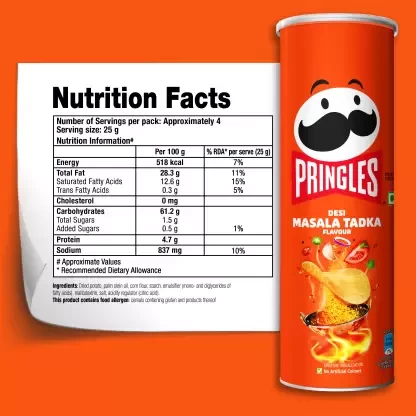 Nutrition Facts
Number of Servings per pack: Approximately 4
Serving size: 25 g
Nutrition Information#
Per 100 g % RDA* per serve (25 g)
Energy 518 kcal 7%
Total Fat 28.3 g 11%
Saturated Fatty Acids 12.6 g 15%
Trans Fatty Acids 0.3 g 5%
Cholesterol 0 mg
Carbohydrates 61.2 g
Total Sugars 1.5 g
Added Sugars 0.5 g 1%
Protein 4.7 g
Sodium 837 mg 10%
# Approximate Values
* Recommended Dietary Allowance
Ingredients: Dried potato, palm olein oil, corn flour, starch, emulsifier (mono- and diglycerides of
fatty acids), maltodextrin, salt, acidity regulator (citric acid).
This product contains food allergen: cereals containing gluten and products thereof
PRINGLES
DESI
MASALA TADKA
FLAVOUR
No Artificial Colours